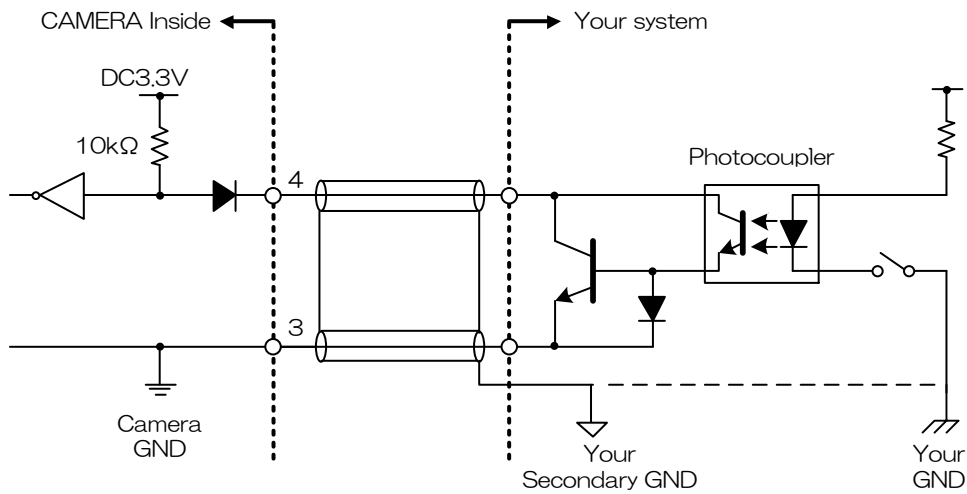 CAMERA Inside
Your system
DC3.3V
10kΩ
Photocoupler
4
3
Camera
GND
Your
Secondary GND
Your
GND